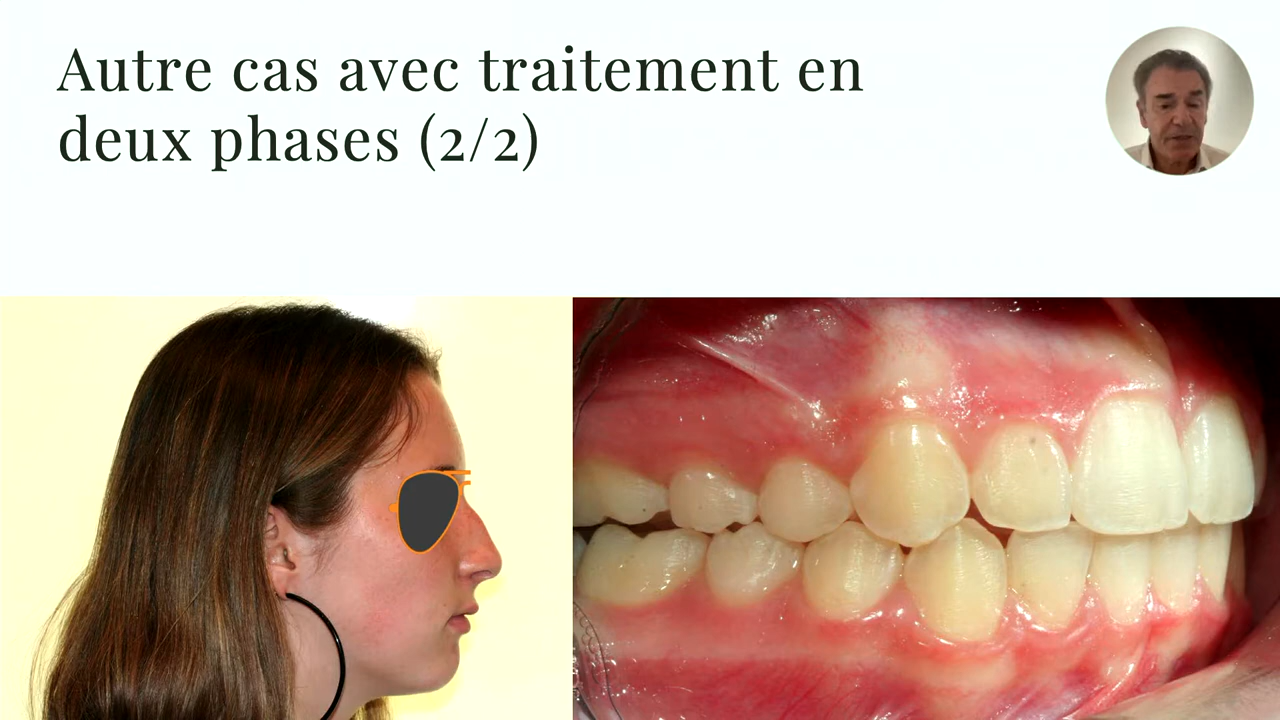 Autre cas avec traitement en
deux phases (2/2)